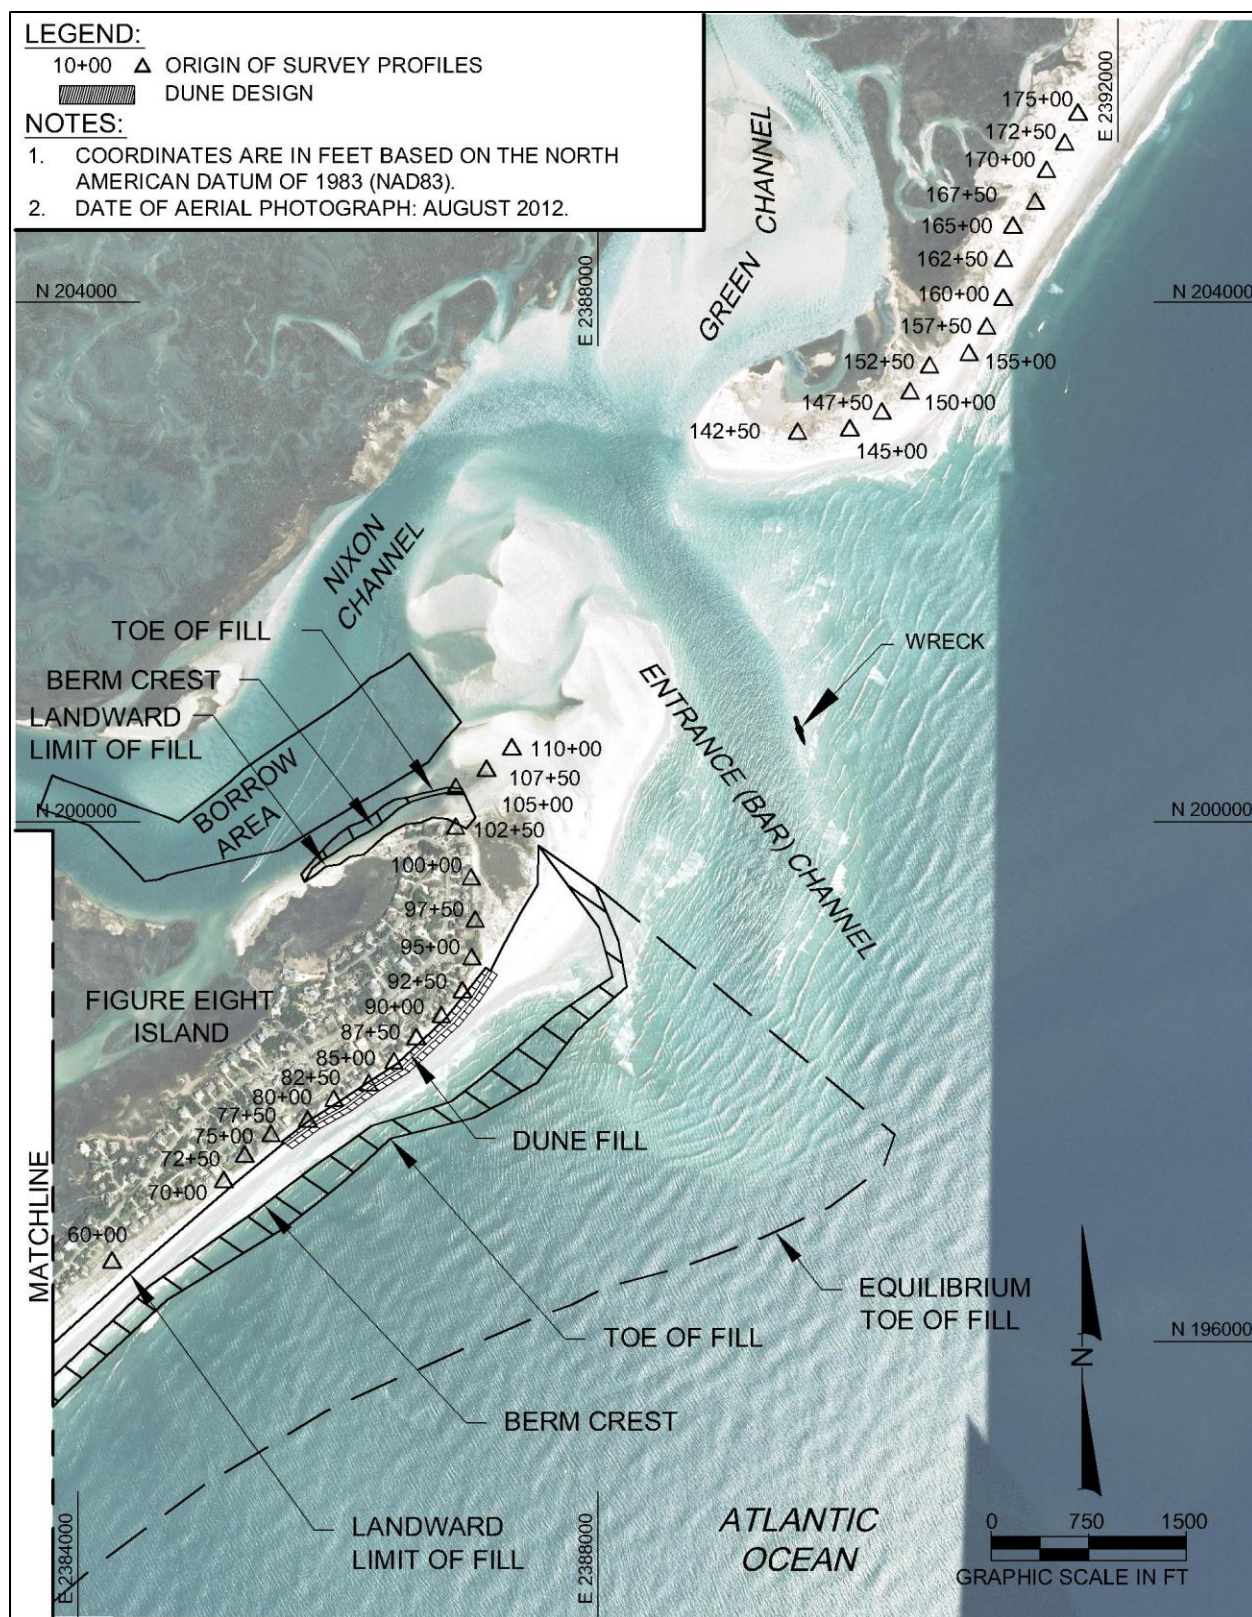 LEGEND:
10+00 △ ORIGIN OF SURVEY PROFILES
DUNE DESIGN
NOTES:
1. COORDINATES ARE IN FEET BASED ON THE NORTH
AMERICAN DATUM OF 1983 (NAD83).
2. DATE OF AERIAL PHOTOGRAPH: AUGUST 2012.
E 2392000
175+00
172+50
170+00
167+50
165+00
162+50
160+00
157+50
155+00
152+50
150+00
147+50
145+00
142+50
GREEN CHANNEL
E 2388000
N 204000
N 204000
NIXON
CHANNEL
TOE OF FILL
BERM CREST
LANDWARD
LIMIT OF FILL
WRECK
ENTRANCE (BAR) CHANNEL
BORROW
AREA
N 200000
N 200000
110+00
107+50
105+00
102+50
100+00
97+50
95+00
92+50
90+00
87+50
85+00
82+50
80+00
77+50
75+00
72+50
70+00
60+00
FIGURE EIGHT
ISLAND
MATCHLINE
DUNE FILL
EQUILIBRIUM
TOE OF FILL
TOE OF FILL
BERM CREST
LANDWARD
LIMIT OF FILL
N 196000
N
E 2384000
E 2388000
ATLANTIC
OCEAN
0 750 1500
GRAPHIC SCALE IN FT